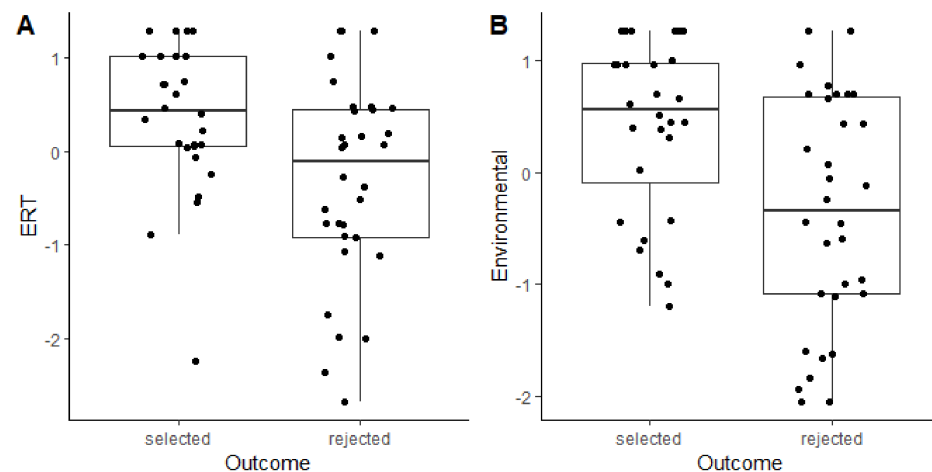 A
ERT
1
0
-1
-2
selected rejected
Outcome
B
Environmental
1
0
-1
-2
selected rejected
Outcome